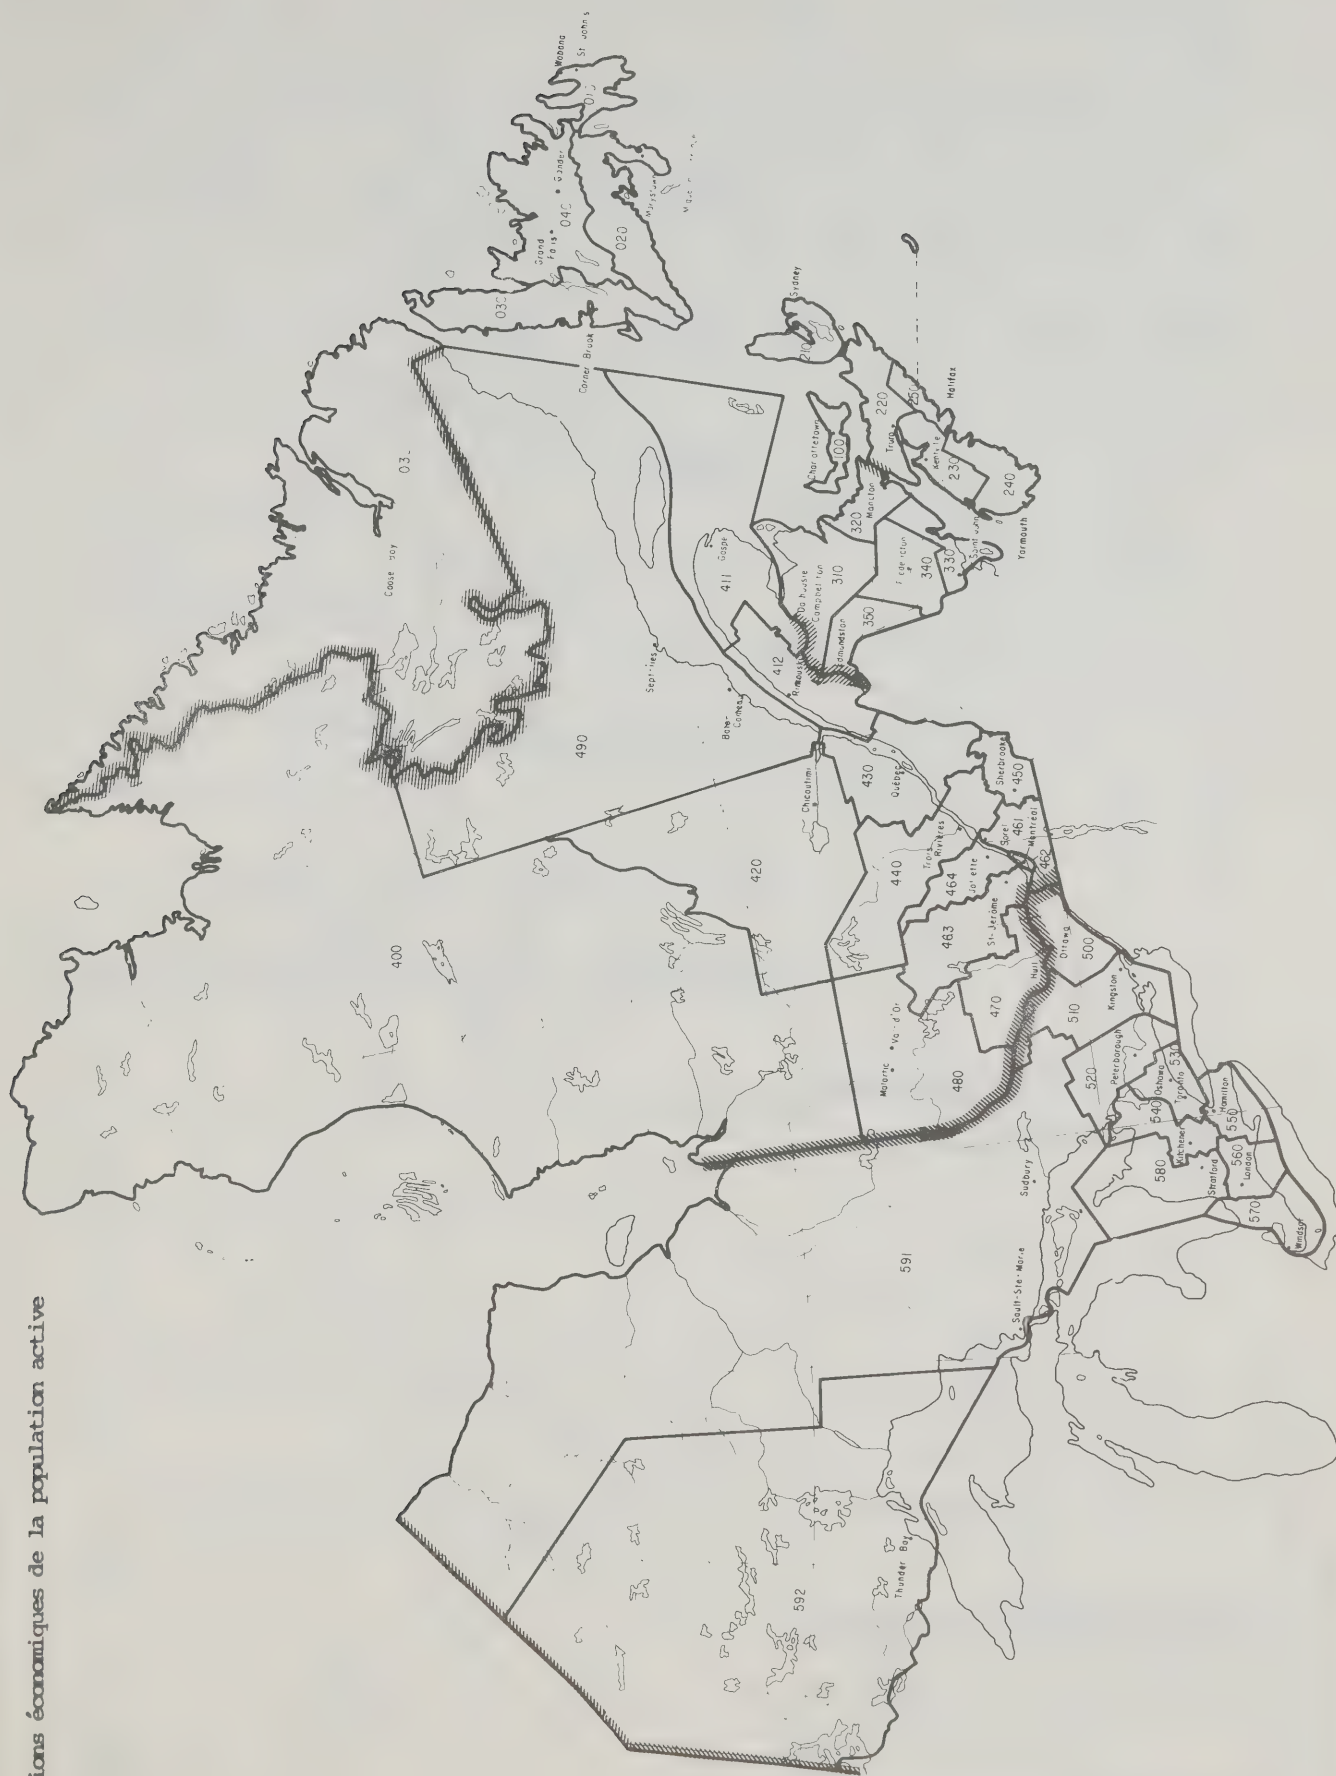 ions économiques de la population active
Wabana
St John's
010
Gander
040
Grand
Falls
020
Marystown
030
Corner Brook
03
Goose Bay
Sydney
210
220
250
Halifax
Truro
Kentville
230
240
Yarmouth
Charlottetown
100
Moncton
320
Saint John
330
340
Fredericton
310
350
Dalhousie
Campbellton
Edmundston
Gaspé
411
412
Rimouski
Sept-Iles
Baie-
Comeau
490
400
Chicoutimi
420
430
Québec
440
Trois
Rivières
Sherbrooke
450
Sorel
461
Montréal
462
464
Joliette
463
St-Jérome
470
Hull
Ottawa
500
Malartic
Val-d'Or
480
510
Kingston
520
Peterborough
530
Oshawa
Toronto
540
Kitchener
Hamilton
550
580
Stratford
560
London
570
Windsor
Sudbury
591
Sault-Ste-Marie
592
Thunder Bay